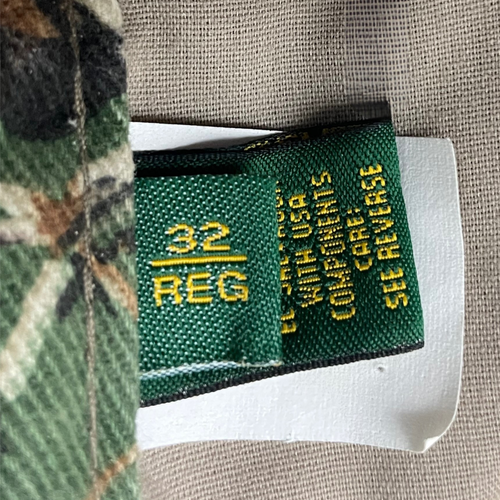 32
REG
WITH USA
COMPONENTS
CARE:
SEE REVERSE